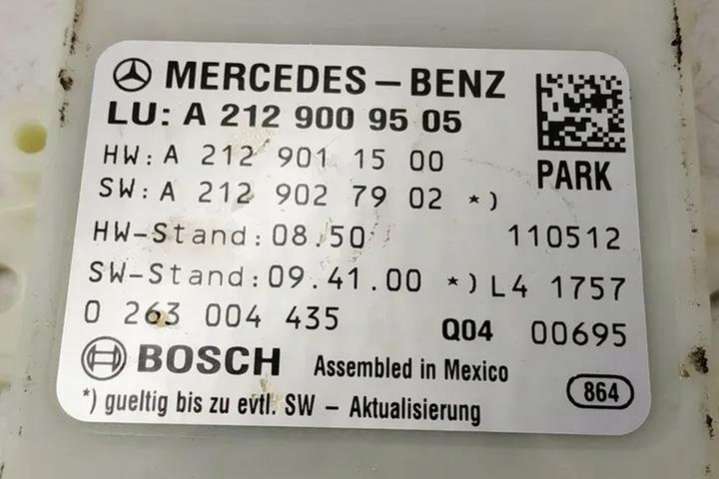 MERCEDES-BENZ
LU: A 212 900 95 05
HW: A 212 901 15 00
PARK
SW: A 212 902 79 02 *)
HW-Stand: 08.50 110512
SW-Stand: 09.41.00 *) L4 1757
0 263 004 435 Q04 00695
BOSCH Assembled in Mexico 864
*) gueltig bis zu evtl. SW - Aktualisierung